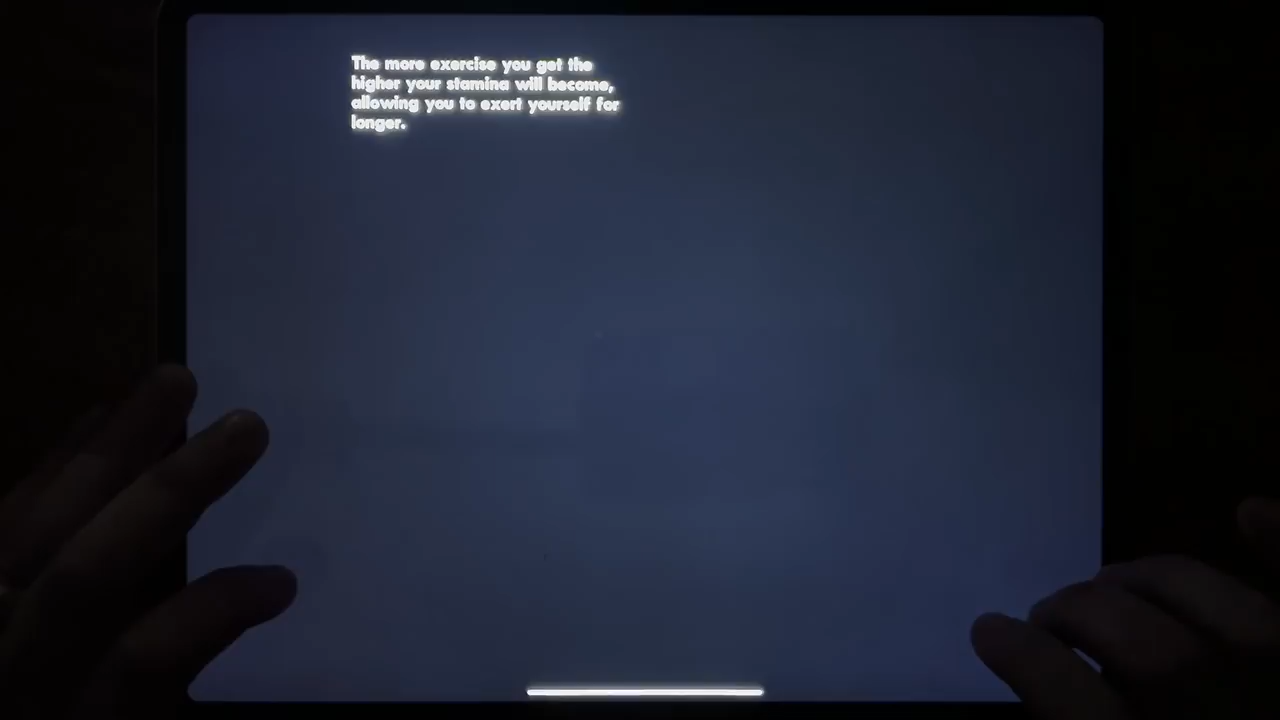 The more exercise you get the
higher your stamina will become,
allowing you to exert yourself for
longer.